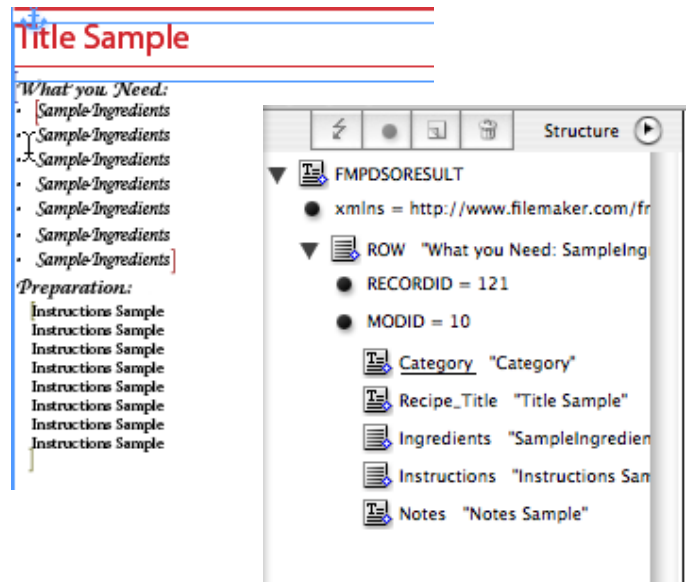 Title Sample
What you Need:
· Sample Ingredients
· Sample Ingredients
· Sample Ingredients
· Sample Ingredients
· Sample Ingredients
· Sample Ingredients
· Sample Ingredients
Preparation:
Instructions Sample
Instructions Sample
Instructions Sample
Instructions Sample
Instructions Sample
Instructions Sample
Instructions Sample
Instructions Sample
Structure
FMPDSORESULT
xmlns = http://www.filemaker.com/fr
ROW "What you Need: SampleIng
RECORDID = 121
MODID = 10
Category "Category"
Recipe_Title "Title Sample"
Ingredients "SampleIngredien
Instructions "Instructions San
Notes "Notes Sample"